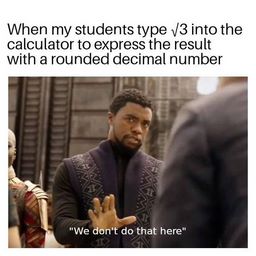 When my students type √3 into the
calculator to express the result
with a rounded decimal number
"We don't do that here"